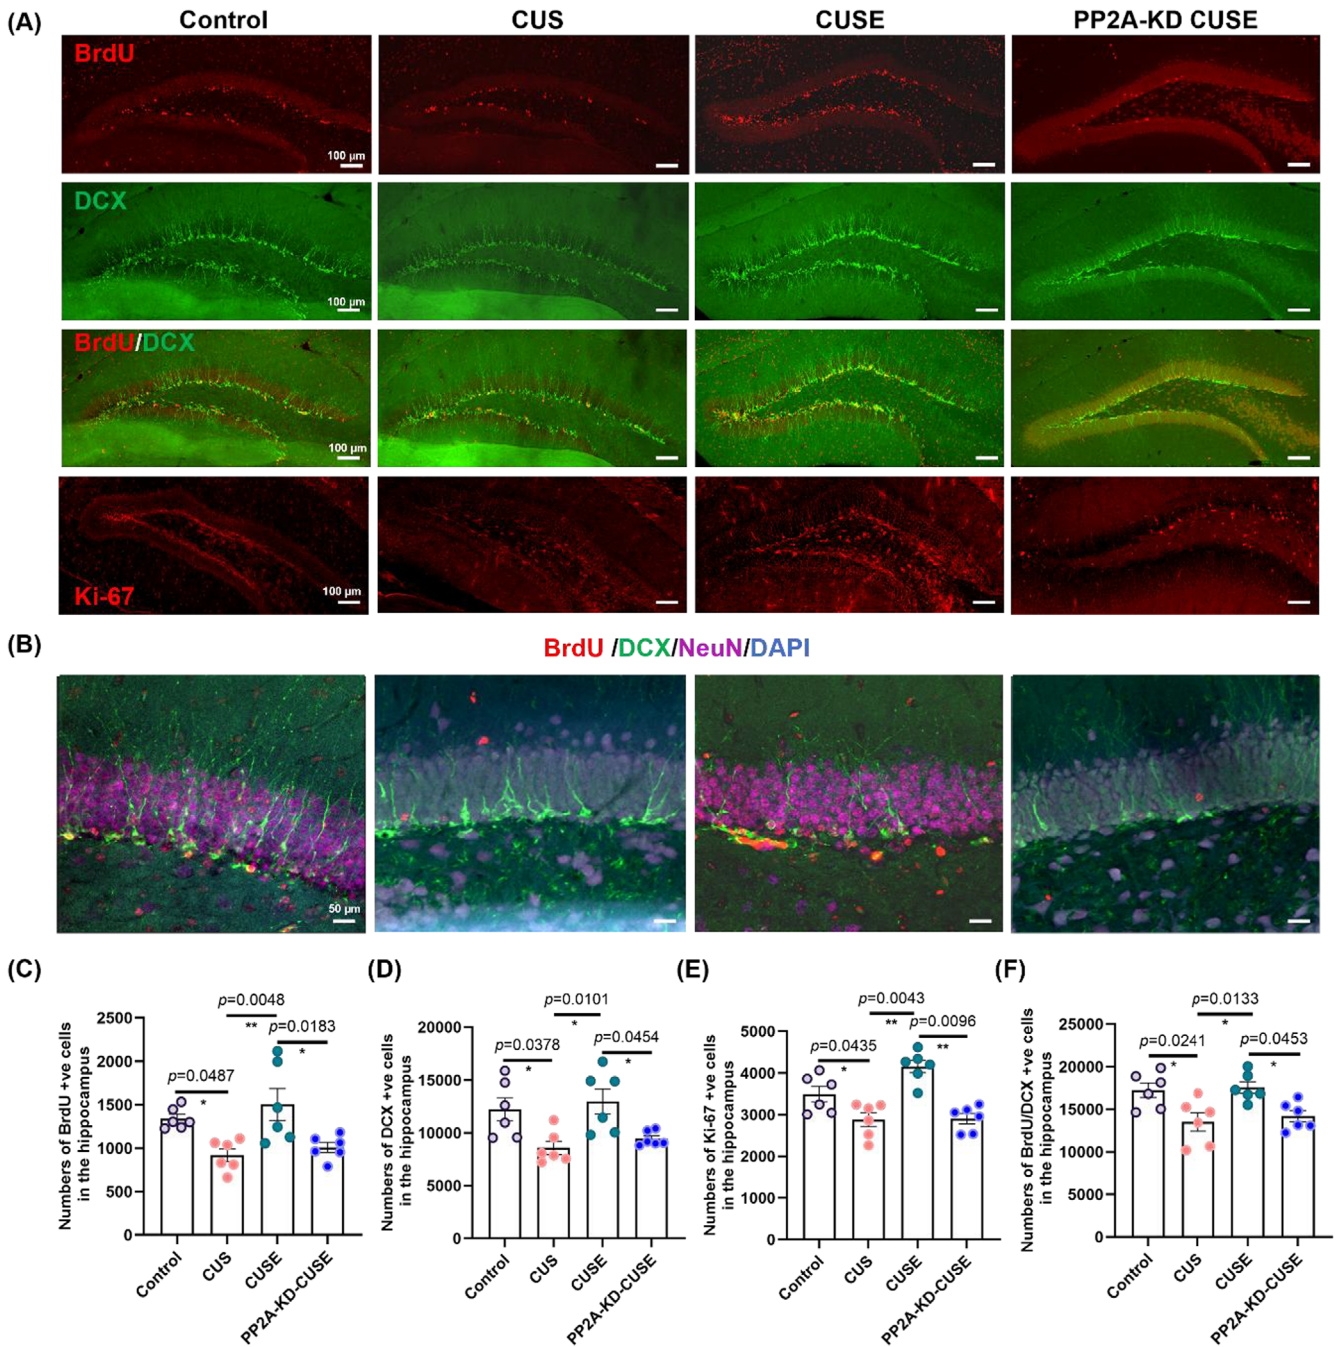 (A)
Control
CUS
CUSE
PP2A-KD CUSE
BrdU
100 µm
DCX
100 µm
BrdU/DCX
100 µm
Ki-67
100 µm
(B)
BrdU /DCX/NeuN/DAPI
50 µm
(C)
Numbers of BrdU +ve cells
in the hippocampus
2500
2000
1500
1000
500
0
p=0.0048
**
p=0.0183
*
p=0.0487
*
Control
CUS
CUSE
PP2A-KD-CUSE
(D)
Numbers of DCX +ve cells
in the hippocampus
20000
15000
10000
5000
0
p=0.0101
*
p=0.0454
*
p=0.0378
*
Control
CUS
CUSE
PP2A-KD-CUSE
(E)
Numbers of Ki-67 +ve cells
in the hippocampus
5000
4000
3000
2000
1000
0
p=0.0043
**
p=0.0096
**
p=0.0435
*
Control
CUS
CUSE
PP2A-KD-CUSE
(F)
Numbers of BrdU/DCX +ve cells
in the hippocampus
25000
20000
15000
10000
5000
0
p=0.0133
*
p=0.0241
*
p=0.0453
*
Control
CUS
CUSE
PP2A-KD-CUSE